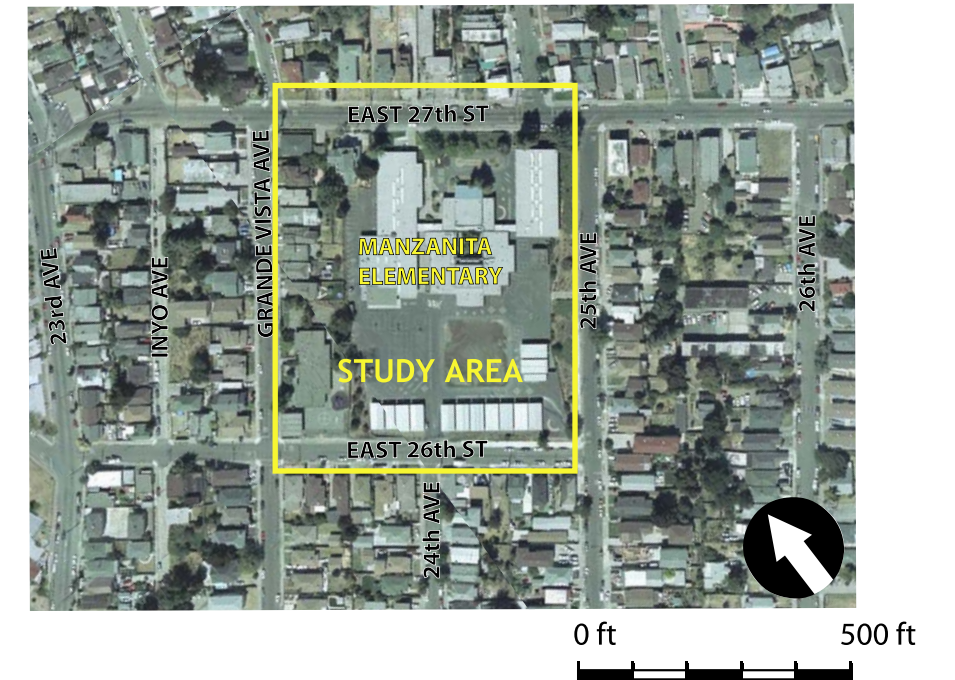 EAST 27th ST
GRANDE VISTA AVE
MANZANITA
ELEMENTARY
23rd AVE
INYO AVE
25th AVE
26th AVE
STUDY AREA
EAST 26th ST
24th AVE
0 ft
500 ft